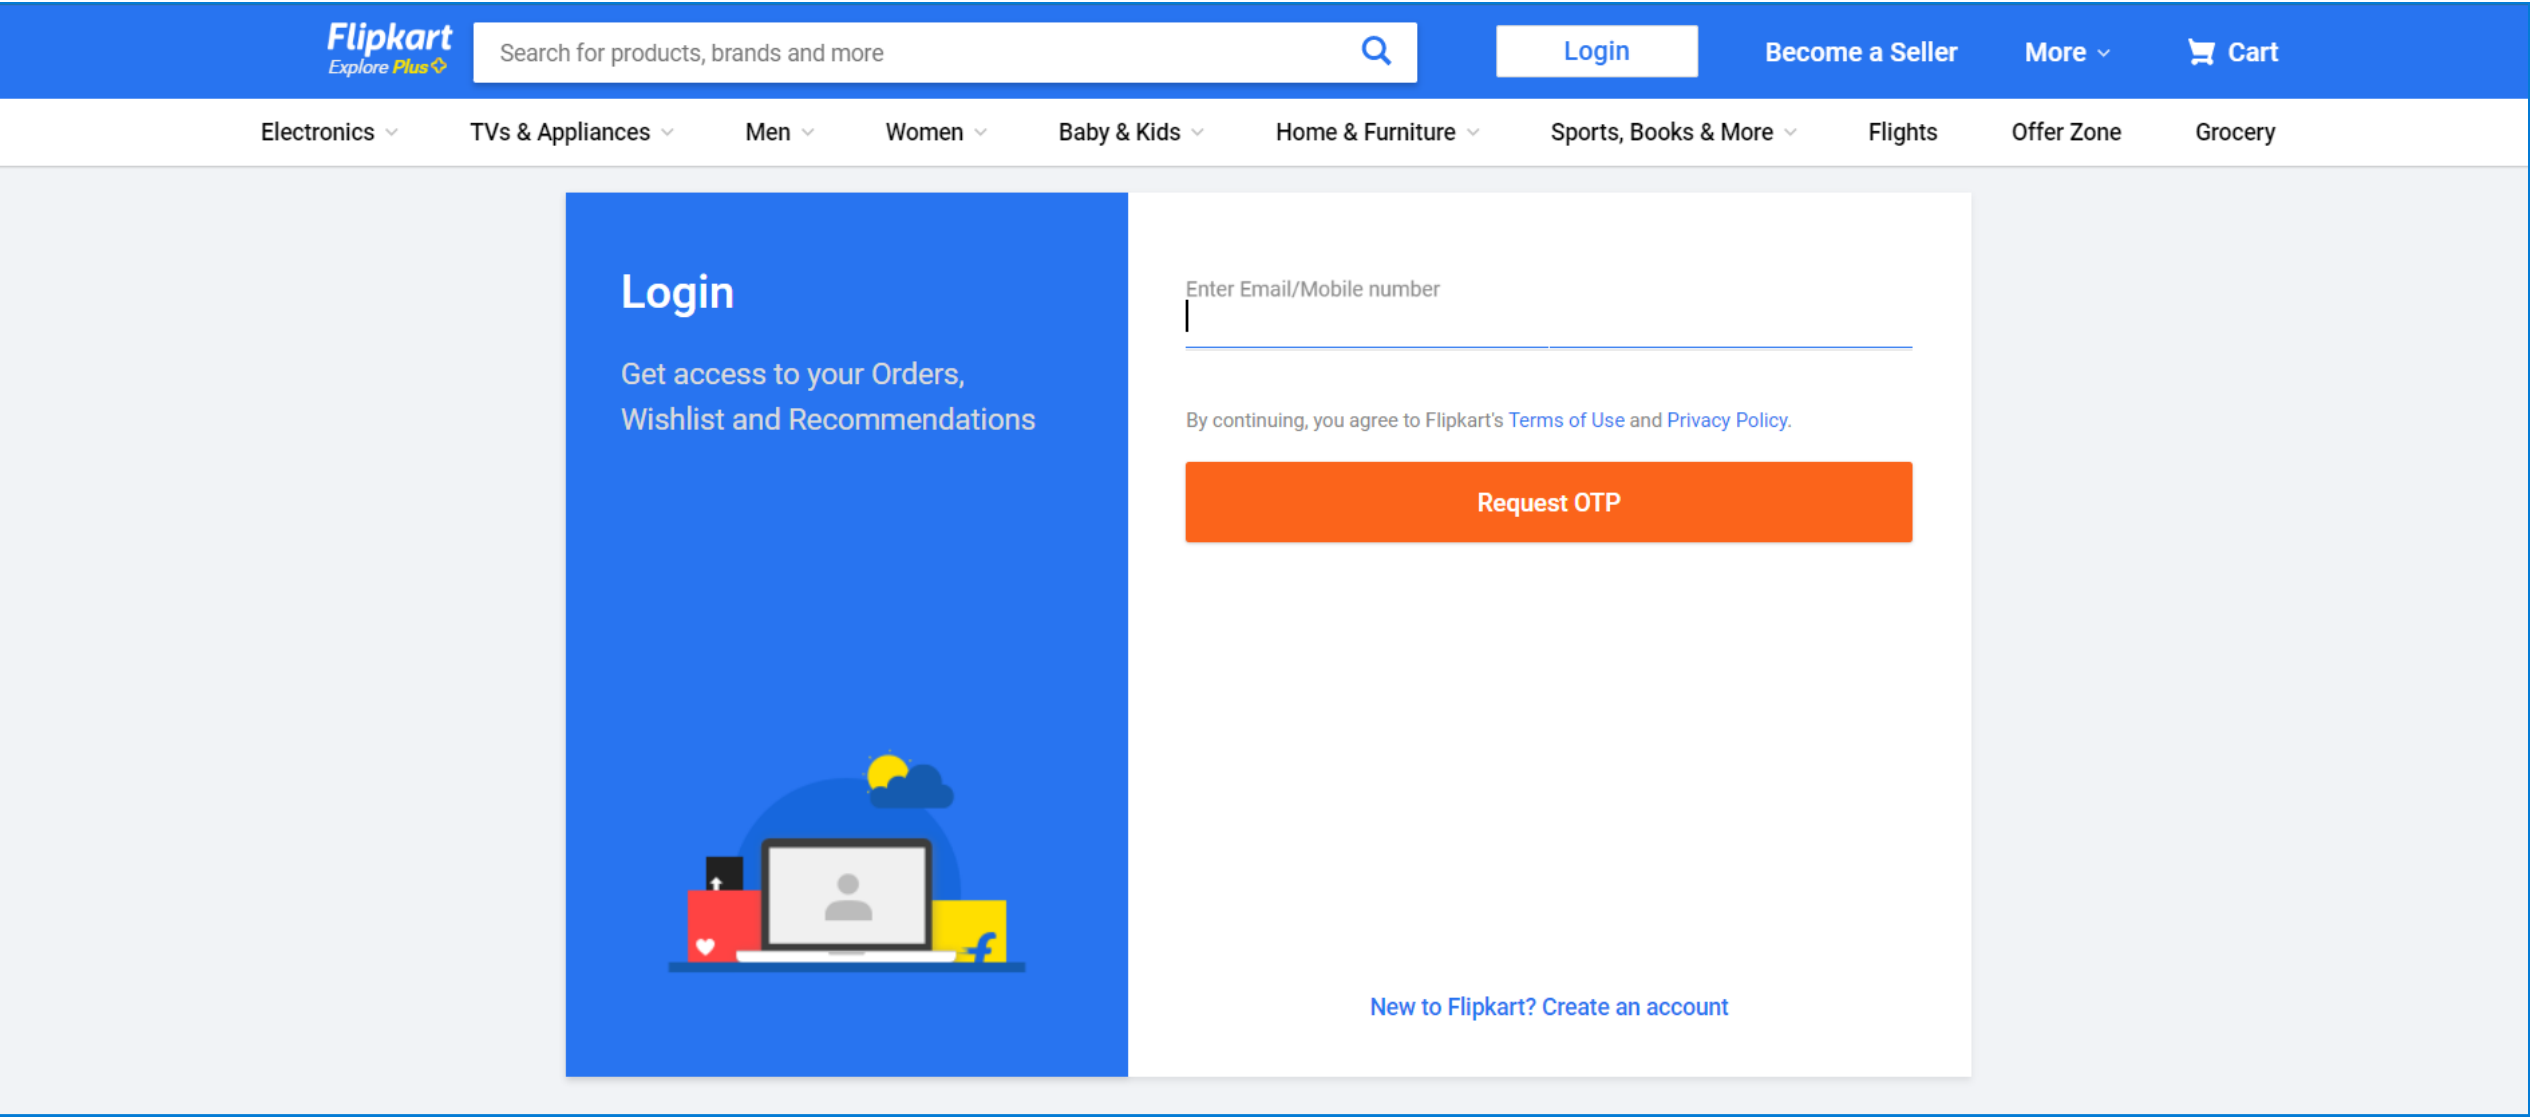 Flipkart
Explore Plus
Search for products, brands and more
Login
Become a Seller
More
Cart
Electronics
TVs & Appliances
Men
Women
Baby & Kids
Home & Furniture
Sports, Books & More
Flights
Offer Zone
Grocery
Login
Get access to your Orders,
Wishlist and Recommendations
Enter Email/Mobile number
By continuing, you agree to Flipkart's Terms of Use and Privacy Policy.
Request OTP
f
New to Flipkart? Create an account